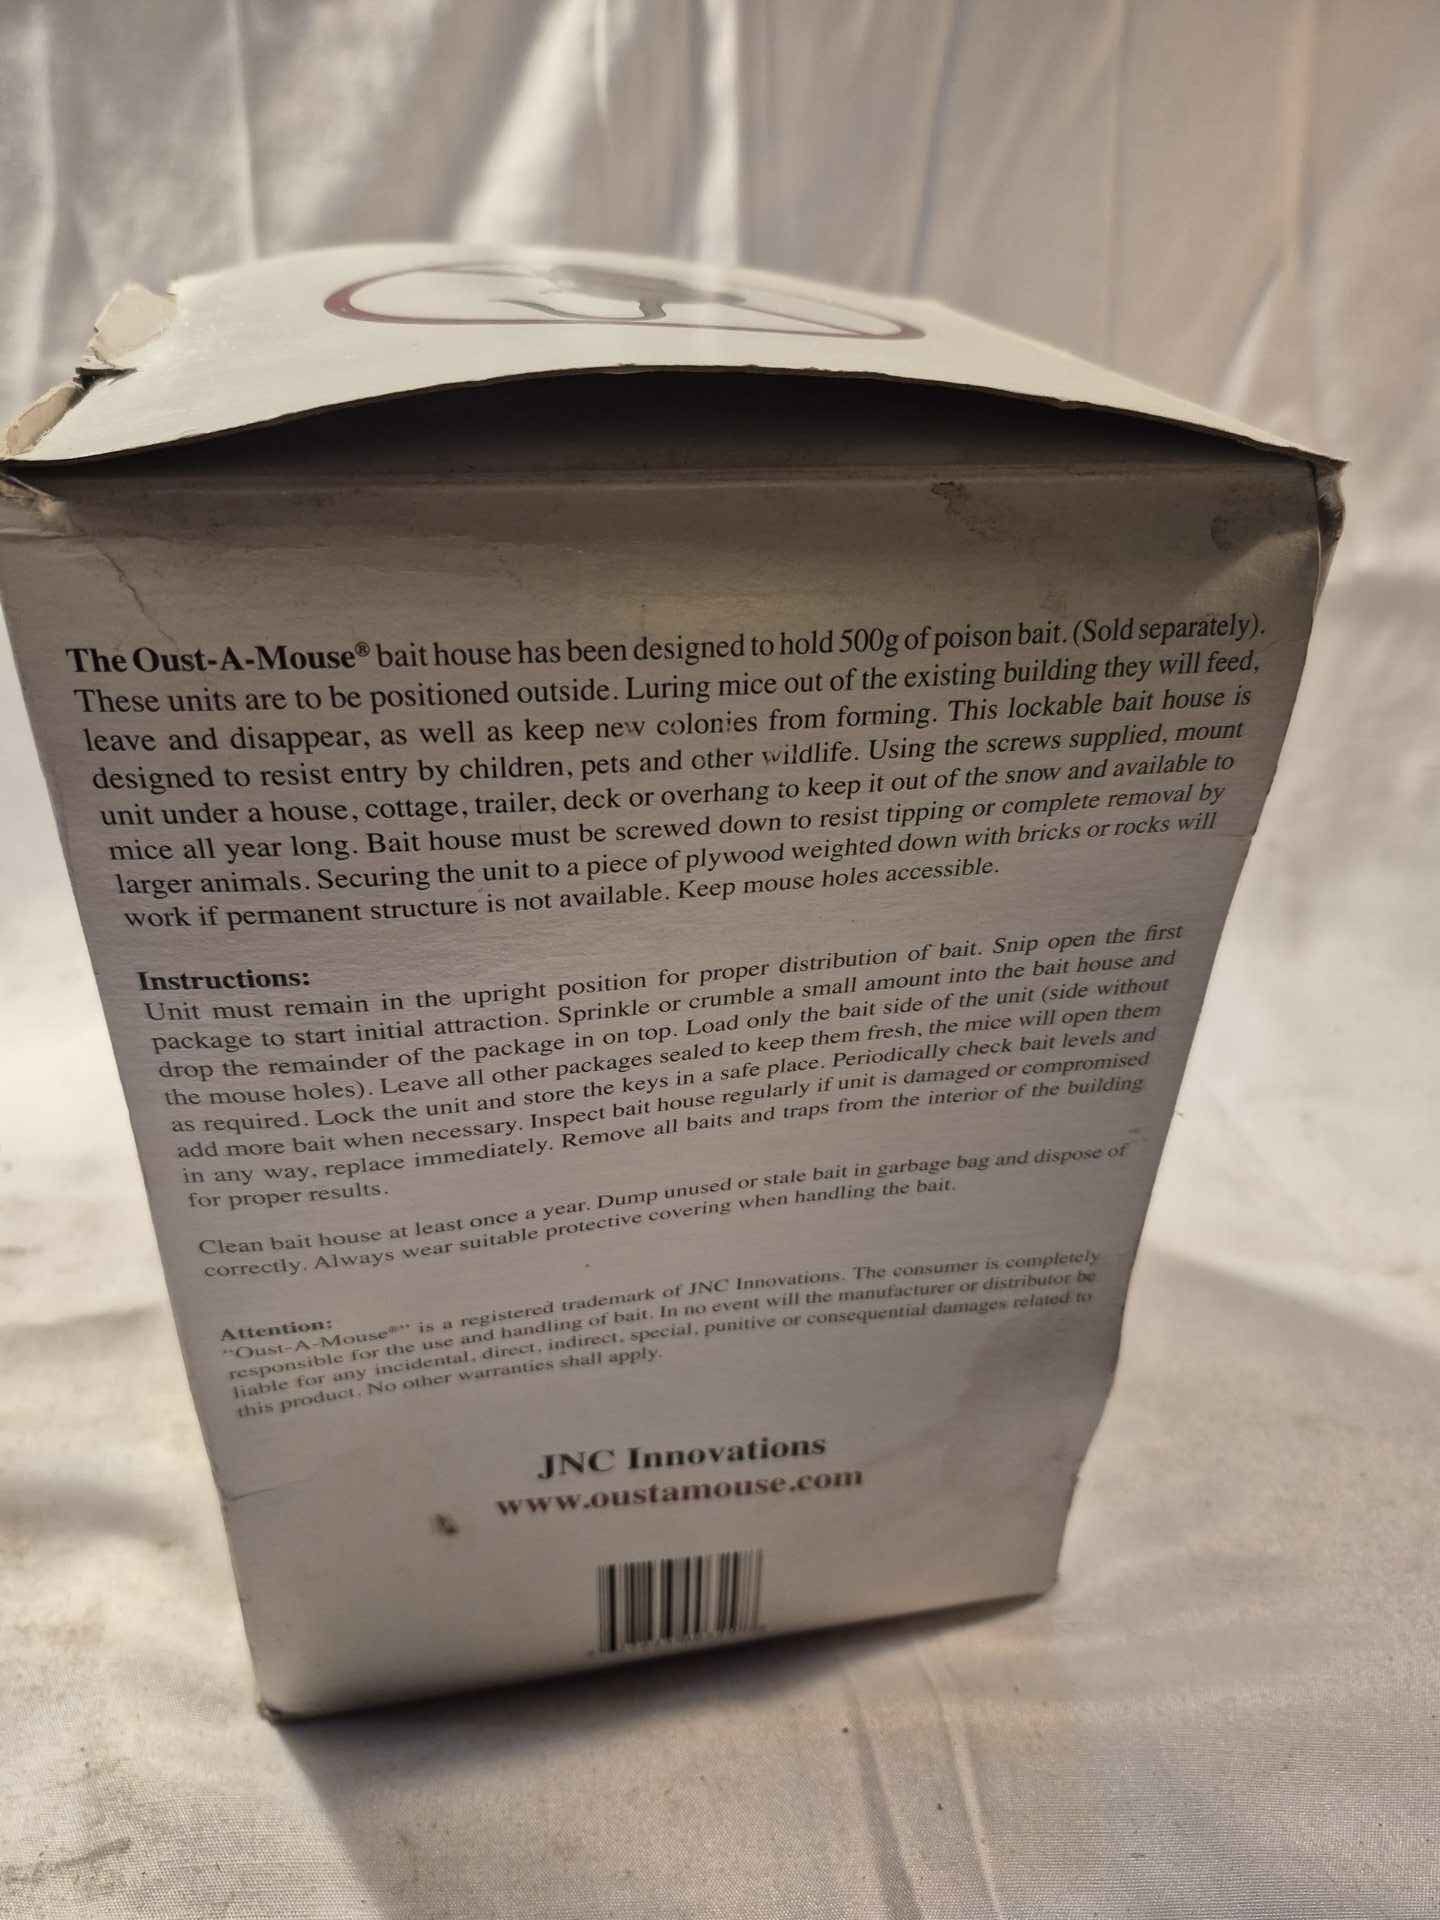 The Oust-A-Mouse® bait house has been designed to hold 500g of poison bait. (Sold separately).
These units are to be positioned outside. Luring mice out of the existing building they will feed,
leave and disappear, as well as keep new colonies from forming. This lockable bait house is
designed to resist entry by children, pets and other wildlife. Using the screws supplied, mount
unit under a house, cottage, trailer, deck or overhang to keep it out of the snow and available to
mice all year long. Bait house must be screwed down to resist tipping or complete removal by
larger animals. Securing the unit to a piece of plywood weighted down with bricks or rocks will
work if permanent structure is not available. Keep mouse holes accessible.
Instructions:
Unit must remain in the upright position for proper distribution of bait. Snip open the first
package to start initial attraction. Sprinkle or crumble a small amount into the bait house and
drop the remainder of the package in on top. Load only the bait side of the unit (side without
the mouse holes). Leave all other packages sealed to keep them fresh, the mice will open them
as required. Lock the unit and store the keys in a safe place. Periodically check bait levels and
add more bait when necessary. Inspect bait house regularly if unit is damaged or compromised
in any way, replace immediately. Remove all baits and traps from the interior of the building
for proper results.
Clean bait house at least once a year. Dump unused or stale bait in garbage bag and dispose of
correctly. Always wear suitable protective covering when handling the bait.
Attention:
"Oust-A-Mouse®" is a registered trademark of JNC Innovations. The consumer is completely
responsible for the use and handling of bait. In no event will the manufacturer or distributor be
liable for any incidental, direct, indirect, special, punitive or consequential damages related to
this product. No other warranties shall apply.
JNC Innovations
www.oustamouse.com